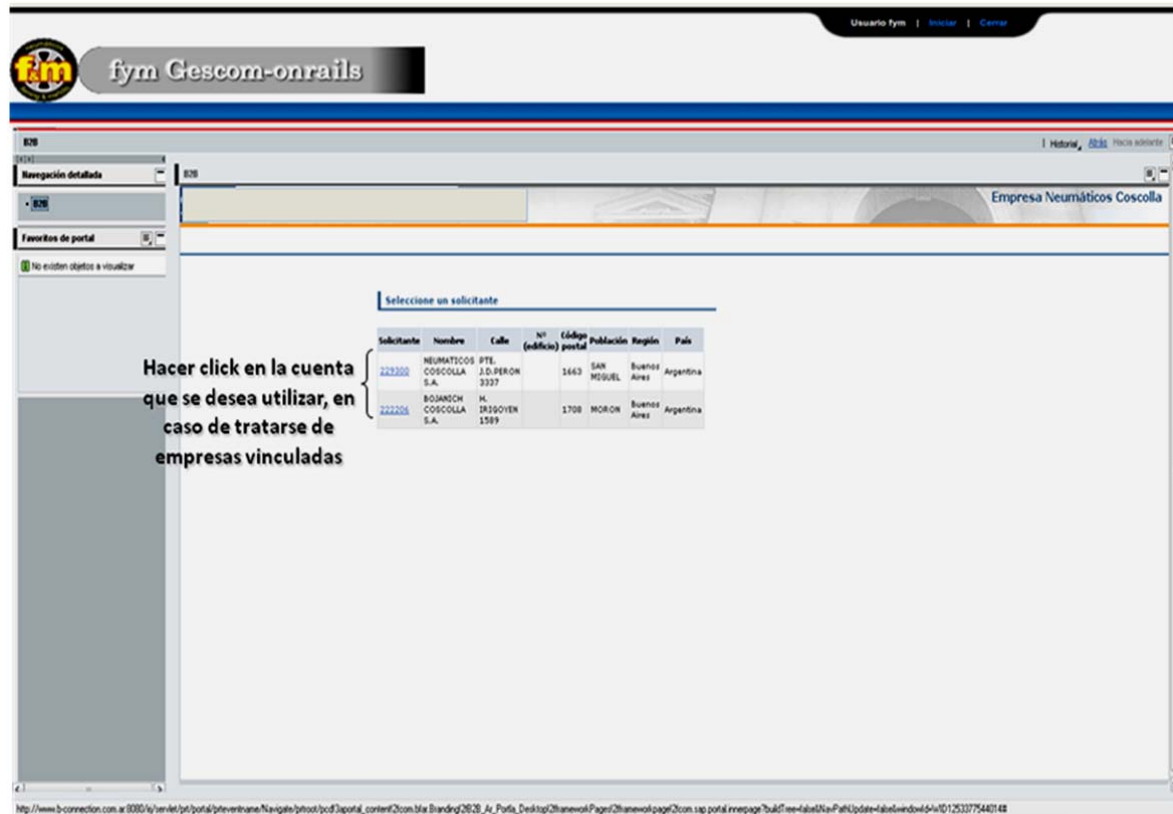 Usuario fym | Iniciar | Cerrar
f&m
fym Gescom-onrails
B2B
Historial Atrás Hacia adelante
Navegación detallada
B2B
B2B
Empresa Neumáticos Coscolla
Favoritos de portal
No existen objetos a visualizar
Seleccione un solicitante
Solicitante Nombre Calle Nº (edificio) Código postal Población Región País
229300 NEUMATICOS COSCOLLA S.A. PTE. J.D.PERON 3337 1663 SAN MIGUEL Buenos Aires Argentina
222206 BOJANICH COSCOLLA S.A. H. IRIGOYEN 1589 1708 MORON Buenos Aires Argentina
Hacer click en la cuenta
que se desea utilizar, en
caso de tratarse de
empresas vinculadas